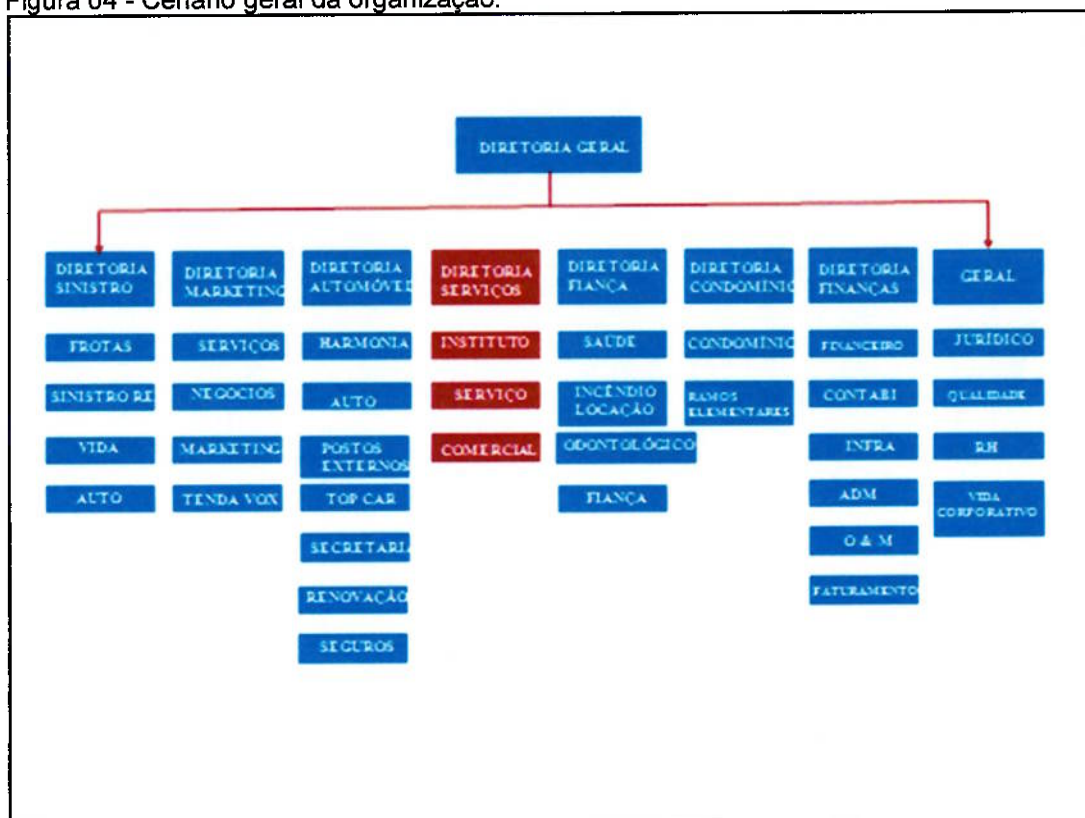 Figura 04 - Cenário geral da organização.
DIRETORIA GERAL
DIRETORIA
SINISTRO
DIRETORIA
MARKETING
DIRETORIA
AUTOMÓVEL
DIRETORIA
SERVIÇOS
DIRETORIA
FIANÇA
DIRETORIA
CONDOMÍNIO
DIRETORIA
FINANÇAS
GERAL
FROTAS
SERVIÇOS
HARMONIA
INSTITUTO
SAÚDE
CONDOMÍNIO
FINANCEIRO
JURÍDICO
SINISTRO RE
NEGOCIOS
AUTO
SERVIÇO
INCÊNDIO
LOCAÇÃO
RAMOS
ELEMENTARES
CONTABI
QUALIDADE
VIDA
MARKETING
POSTOS
EXTERNOS
COMERCIAL
ODONTOLÓGICO
INFRA
RH
AUTO
TENDA VOX
TOP CAR
FIANÇA
ADM
VIDA
CORPORATIVO
SECRETARIA
O & M
RENOVAÇÃO
FATURAMENTO
SEGUROS